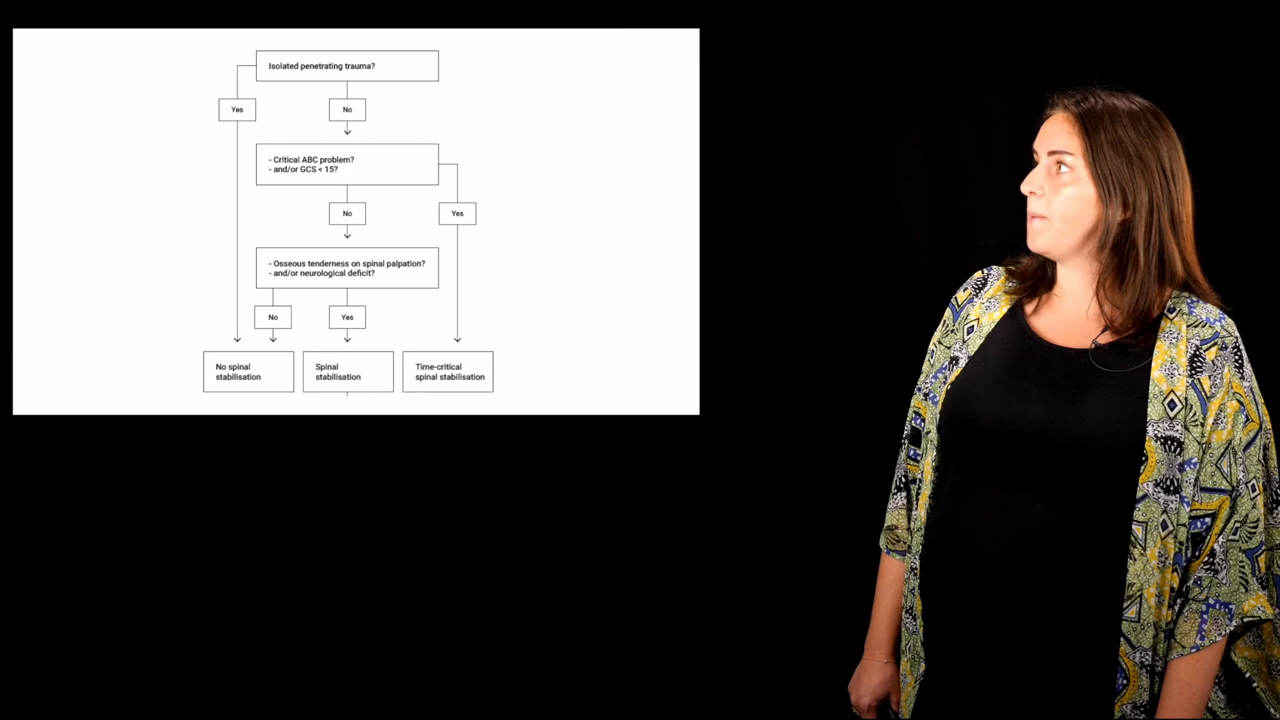 Isolated penetrating trauma?
Yes
No
- Critical ABC problem?
- and/or GCS < 15?
No
Yes
- Osseous tenderness on spinal palpation?
- and/or neurological deficit?
No
Yes
No spinal
stabilisation
Spinal
stabilisation
Time-critical
spinal stabilisation